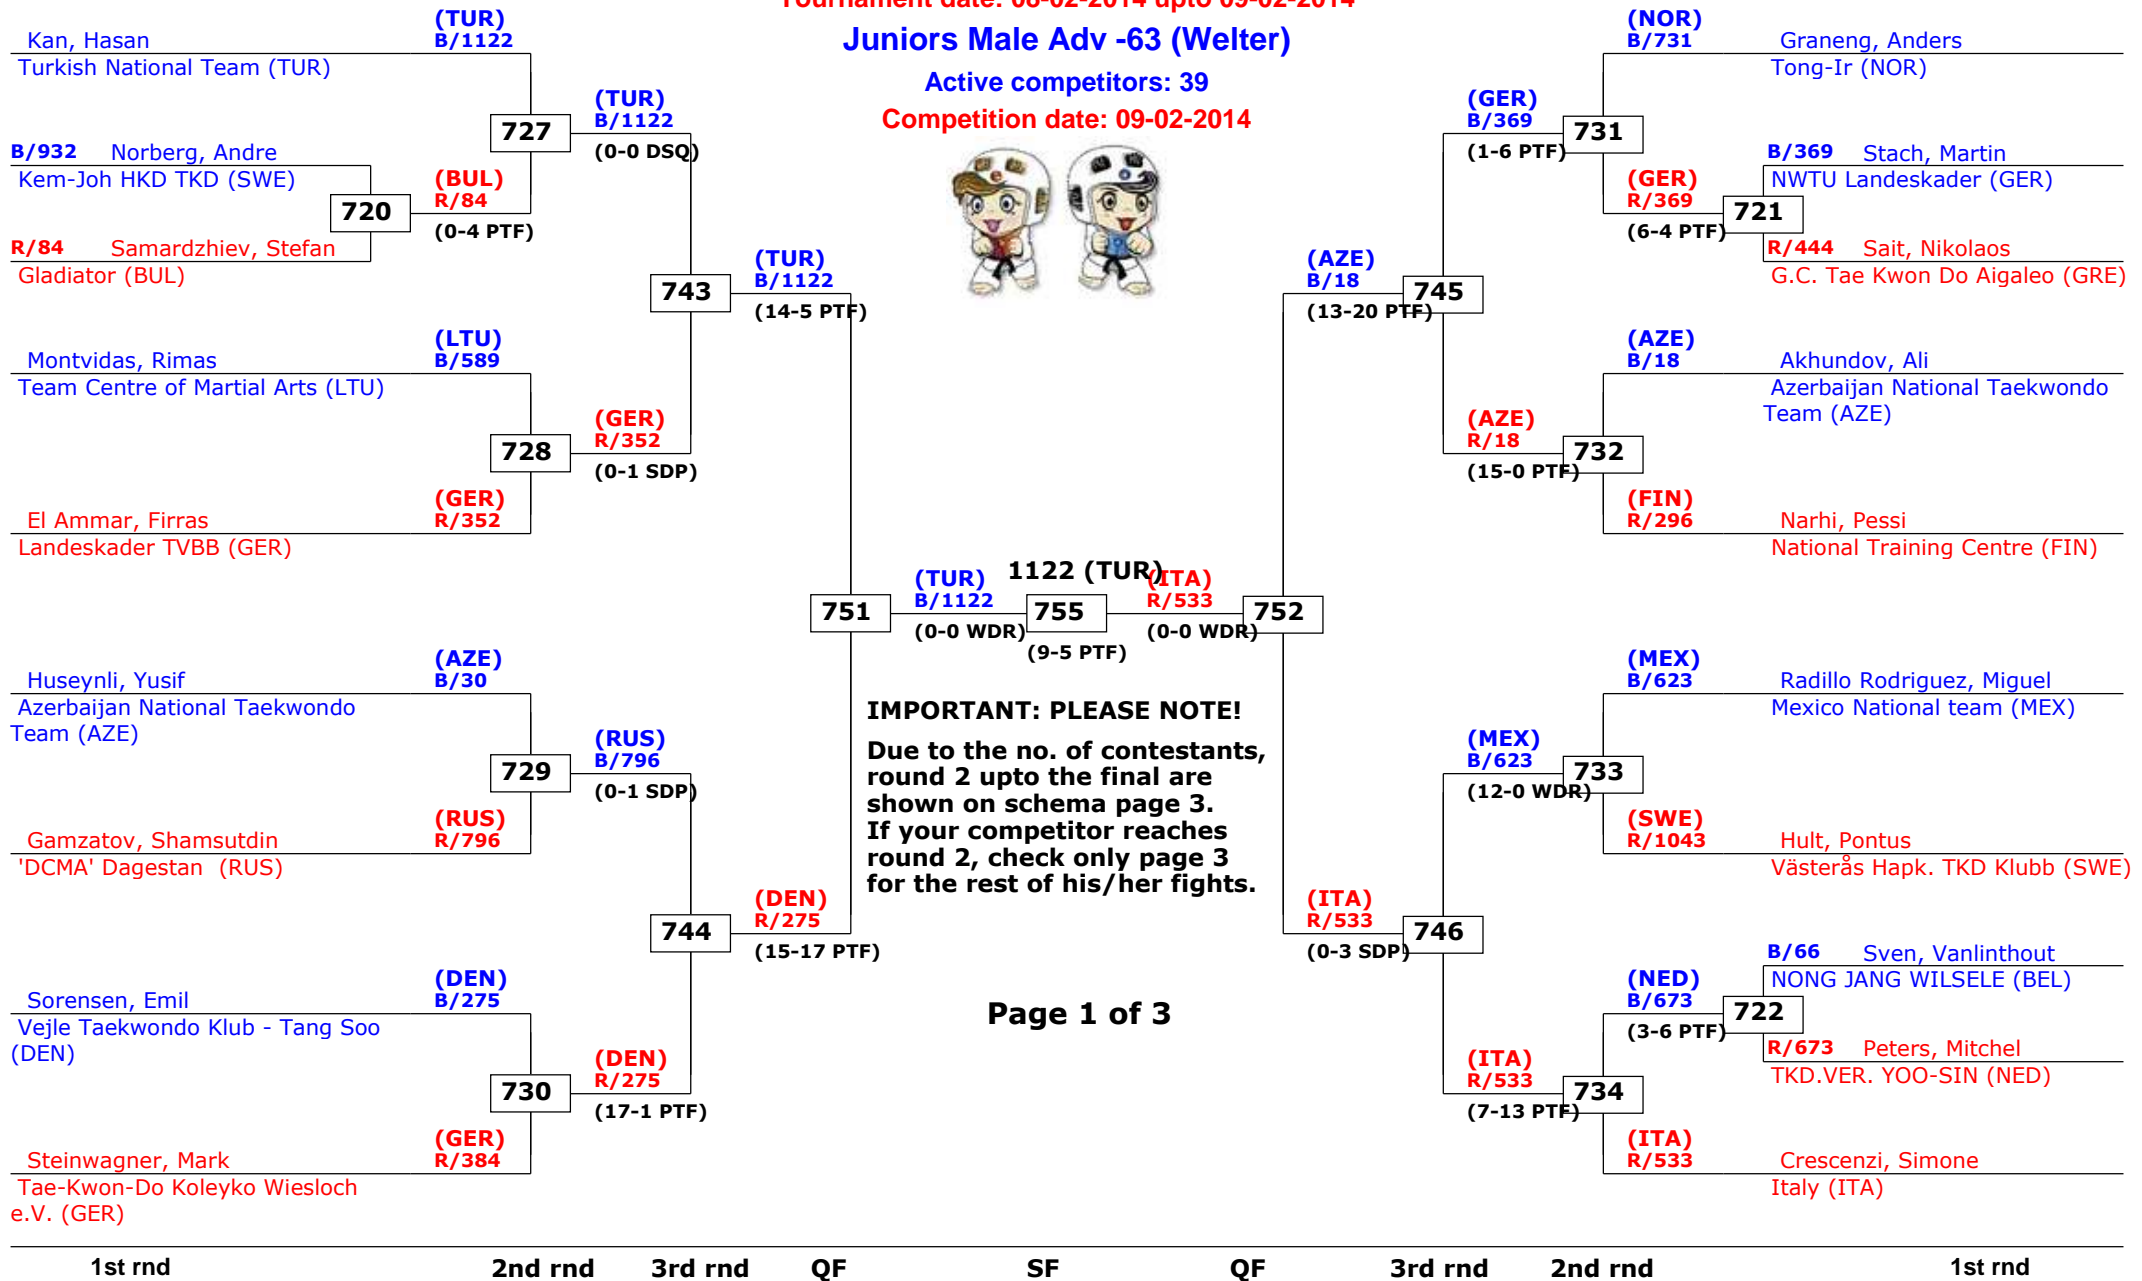 Tournament date: 08-02-2014 upto 09-02-2014
Juniors Male Adv -63 (Welter)
Active competitors: 39
Competition date: 09-02-2014
Kan, Hasan
Turkish National Team (TUR)
(TUR)
B/1122
B/932 Norberg, Andre
Kem-Joh HKD TKD (SWE)
720
R/84 Samardzhiev, Stefan
Gladiator (BUL)
(BUL)
R/84
(0-4 PTF)
727
(TUR)
B/1122
(0-0 DSQ)
Montvidas, Rimas
Team Centre of Martial Arts (LTU)
(LTU)
B/589
728
El Ammar, Firras
Landeskader TVBB (GER)
(GER)
R/352
(GER)
R/352
(0-1 SDP)
743
(TUR)
B/1122
(14-5 PTF)
Huseynli, Yusif
Azerbaijan National Taekwondo
Team (AZE)
(AZE)
B/30
729
Gamzatov, Shamsutdin
'DCMA' Dagestan (RUS)
(RUS)
R/796
(RUS)
B/796
(0-1 SDP)
Sorensen, Emil
Vejle Taekwondo Klub - Tang Soo
(DEN)
(DEN)
B/275
730
Steinwagner, Mark
Tae-Kwon-Do Koleyko Wiesloch
e.V. (GER)
(GER)
R/384
(DEN)
R/275
(17-1 PTF)
744
(DEN)
R/275
(15-17 PTF)
751
(TUR)
B/1122
(0-0 WDR)
1122 (TUR)
755
(9-5 PTF)
(ITA)
R/533
(0-0 WDR)
752
IMPORTANT: PLEASE NOTE!
Due to the no. of contestants,
round 2 upto the final are
shown on schema page 3.
If your competitor reaches
round 2, check only page 3
for the rest of his/her fights.
Page 1 of 3
(NOR)
B/731
Graneng, Anders
Tong-Ir (NOR)
(GER)
B/369
(1-6 PTF)
731
B/369 Stach, Martin
NWTU Landeskader (GER)
(GER)
R/369
(6-4 PTF)
721
R/444 Sait, Nikolaos
G.C. Tae Kwon Do Aigaleo (GRE)
(AZE)
B/18
(13-20 PTF)
745
(AZE)
B/18
Akhundov, Ali
Azerbaijan National Taekwondo
Team (AZE)
(AZE)
R/18
(15-0 PTF)
732
(FIN)
R/296
Narhi, Pessi
National Training Centre (FIN)
(MEX)
B/623
Radillo Rodriguez, Miguel
Mexico National team (MEX)
(MEX)
B/623
(12-0 WDR)
733
(SWE)
R/1043
Hult, Pontus
Västerås Hapk. TKD Klubb (SWE)
(ITA)
R/533
(0-3 SDP)
746
B/66 Sven, Vanlinthout
NONG JANG WILSELE (BEL)
(NED)
B/673
(3-6 PTF)
722
R/673 Peters, Mitchel
TKD.VER. YOO-SIN (NED)
(ITA)
R/533
(7-13 PTF)
734
(ITA)
R/533
Crescenzi, Simone
Italy (ITA)
1st rnd 2nd rnd 3rd rnd QF SF QF 3rd rnd 2nd rnd 1st rnd